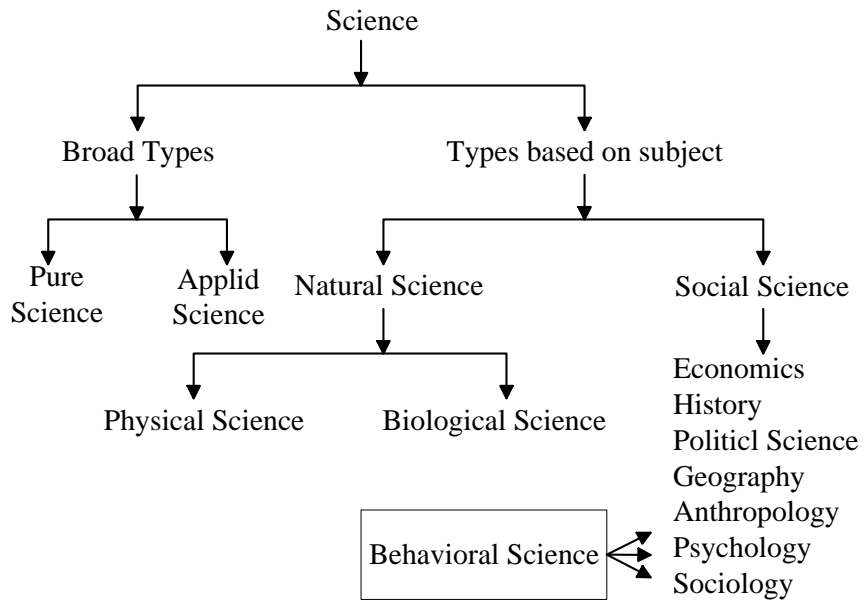 Science
Broad Types
Types based on subject
Pure
Science
Applid
Science
Natural Science
Social Science
Physical Science
Biological Science
Economics
History
Politicl Science
Geography
Anthropology
Psychology
Sociology
Behavioral Science